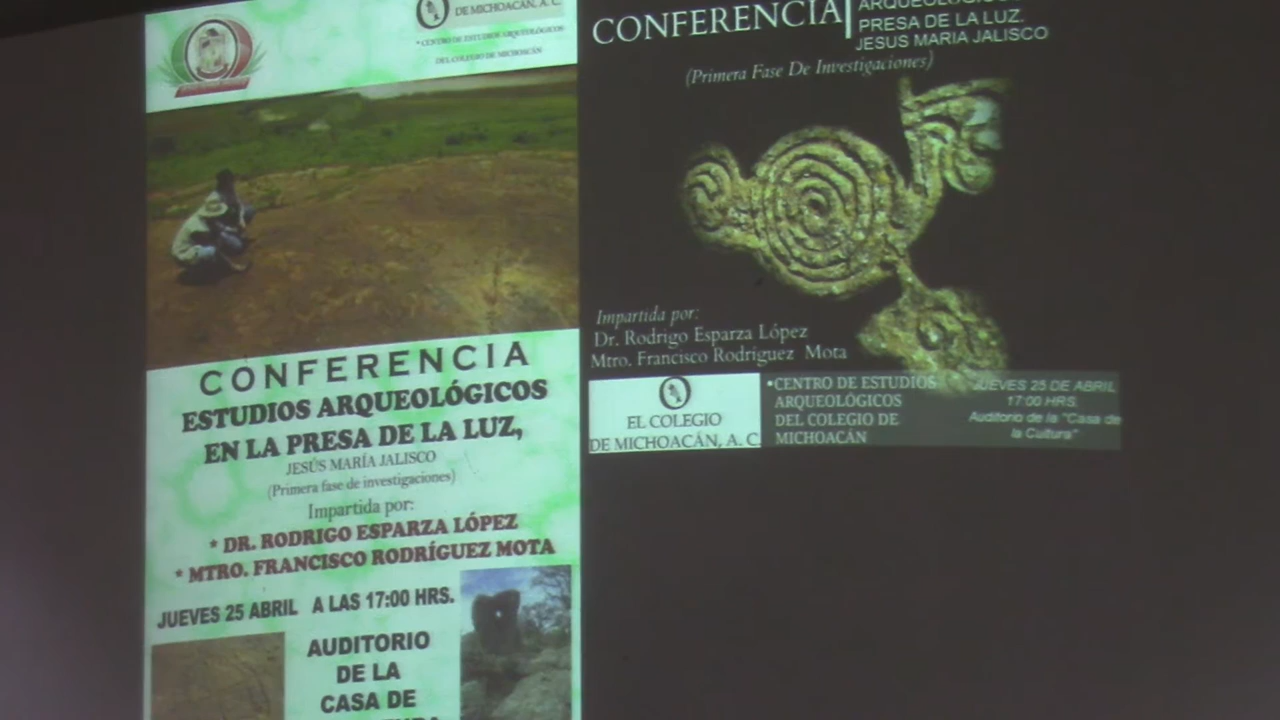 DE MICHOACÁN, A. C.
* CENTRO DE ESTUDIOS ARQUEOLÓGICOS
DEL COLEGIO DE MICHOACÁN
CONFERENCIA
ESTUDIOS ARQUEOLÓGICOS
EN LA PRESA DE LA LUZ,
JESÚS MARÍA JALISCO
(Primera fase de investigaciones)
Impartida por:
* DR. RODRIGO ESPARZA LÓPEZ
* MTRO. FRANCISCO RODRÍGUEZ MOTA
JUEVES 25 ABRIL A LAS 17:00 HRS.
AUDITORIO
DE LA
CASA DE
CONFERENCIA
ARQUEOLÓGICOS
PRESA DE LA LUZ.
JESUS MARIA JALISCO
(Primera Fase De Investigaciones)
Impartida por:
Dr. Rodrigo Esparza López
Mtro. Francisco Rodríguez Mota
EL COLEGIO
DE MICHOACÁN, A. C.
•CENTRO DE ESTUDIOS
ARQUEOLÓGICOS
DEL COLEGIO DE
MICHOACÁN
JUEVES 25 DE ABRIL
17:00 HRS.
Auditorio de la "Casa de
la Cultura"